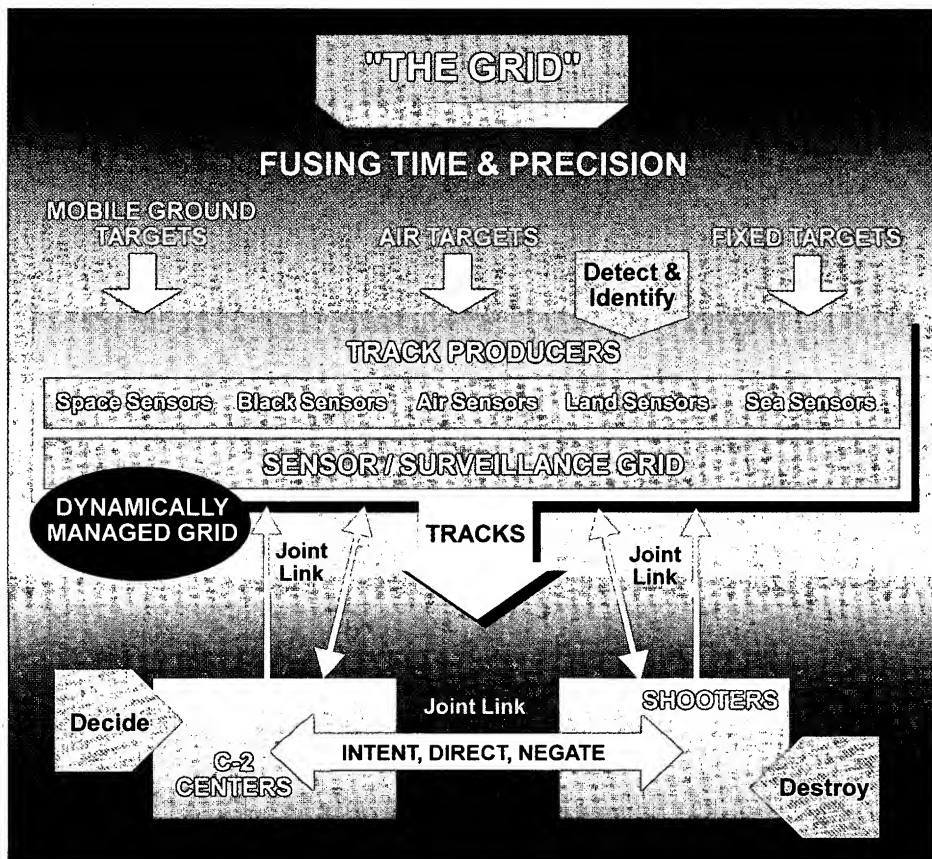 "THE GRID"
FUSING TIME & PRECISION
MOBILE GROUND
TARGETS
AIR TARGETS
FIXED TARGETS
Detect &
Identify
TRACK PRODUCERS
Space Sensors
Black Sensors
Air Sensors
Land Sensors
Sea Sensors
SENSOR / SURVEILLANCE GRID
DYNAMICALLY
MANAGED GRID
Joint
Link
TRACKS
Joint
Link
Decide
C-2
CENTERS
Joint Link
INTENT, DIRECT, NEGATE
SHOOTERS
Destroy